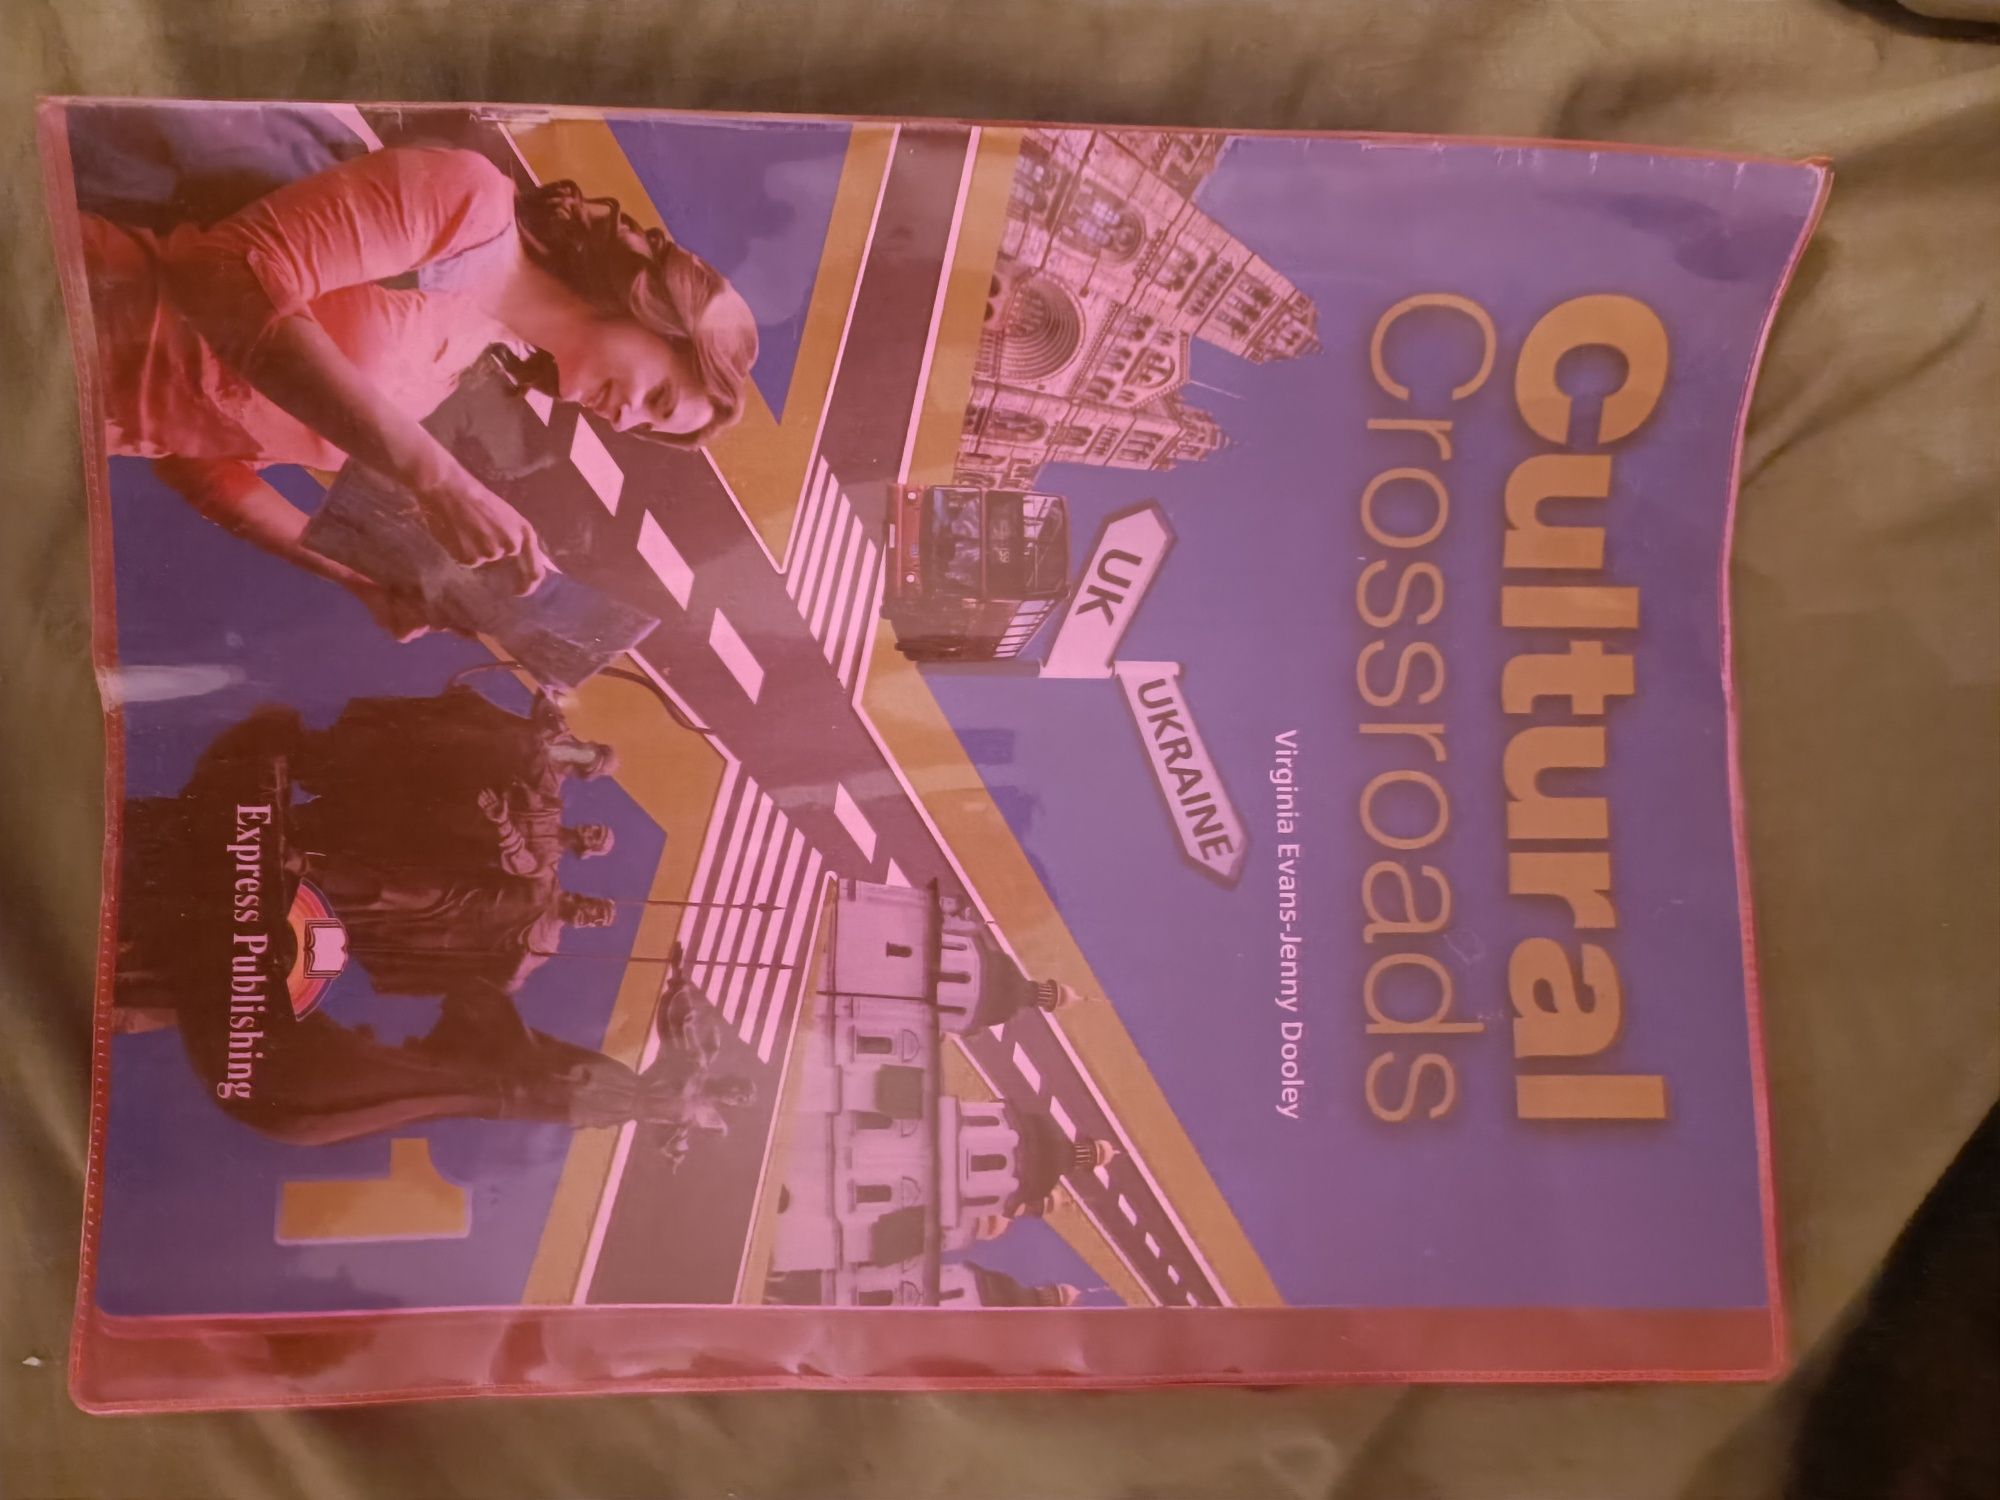 Cultural
Crossroads
Virginia Evans-Jenny Dooley
UK
UKRAINE
Express Publishing
1